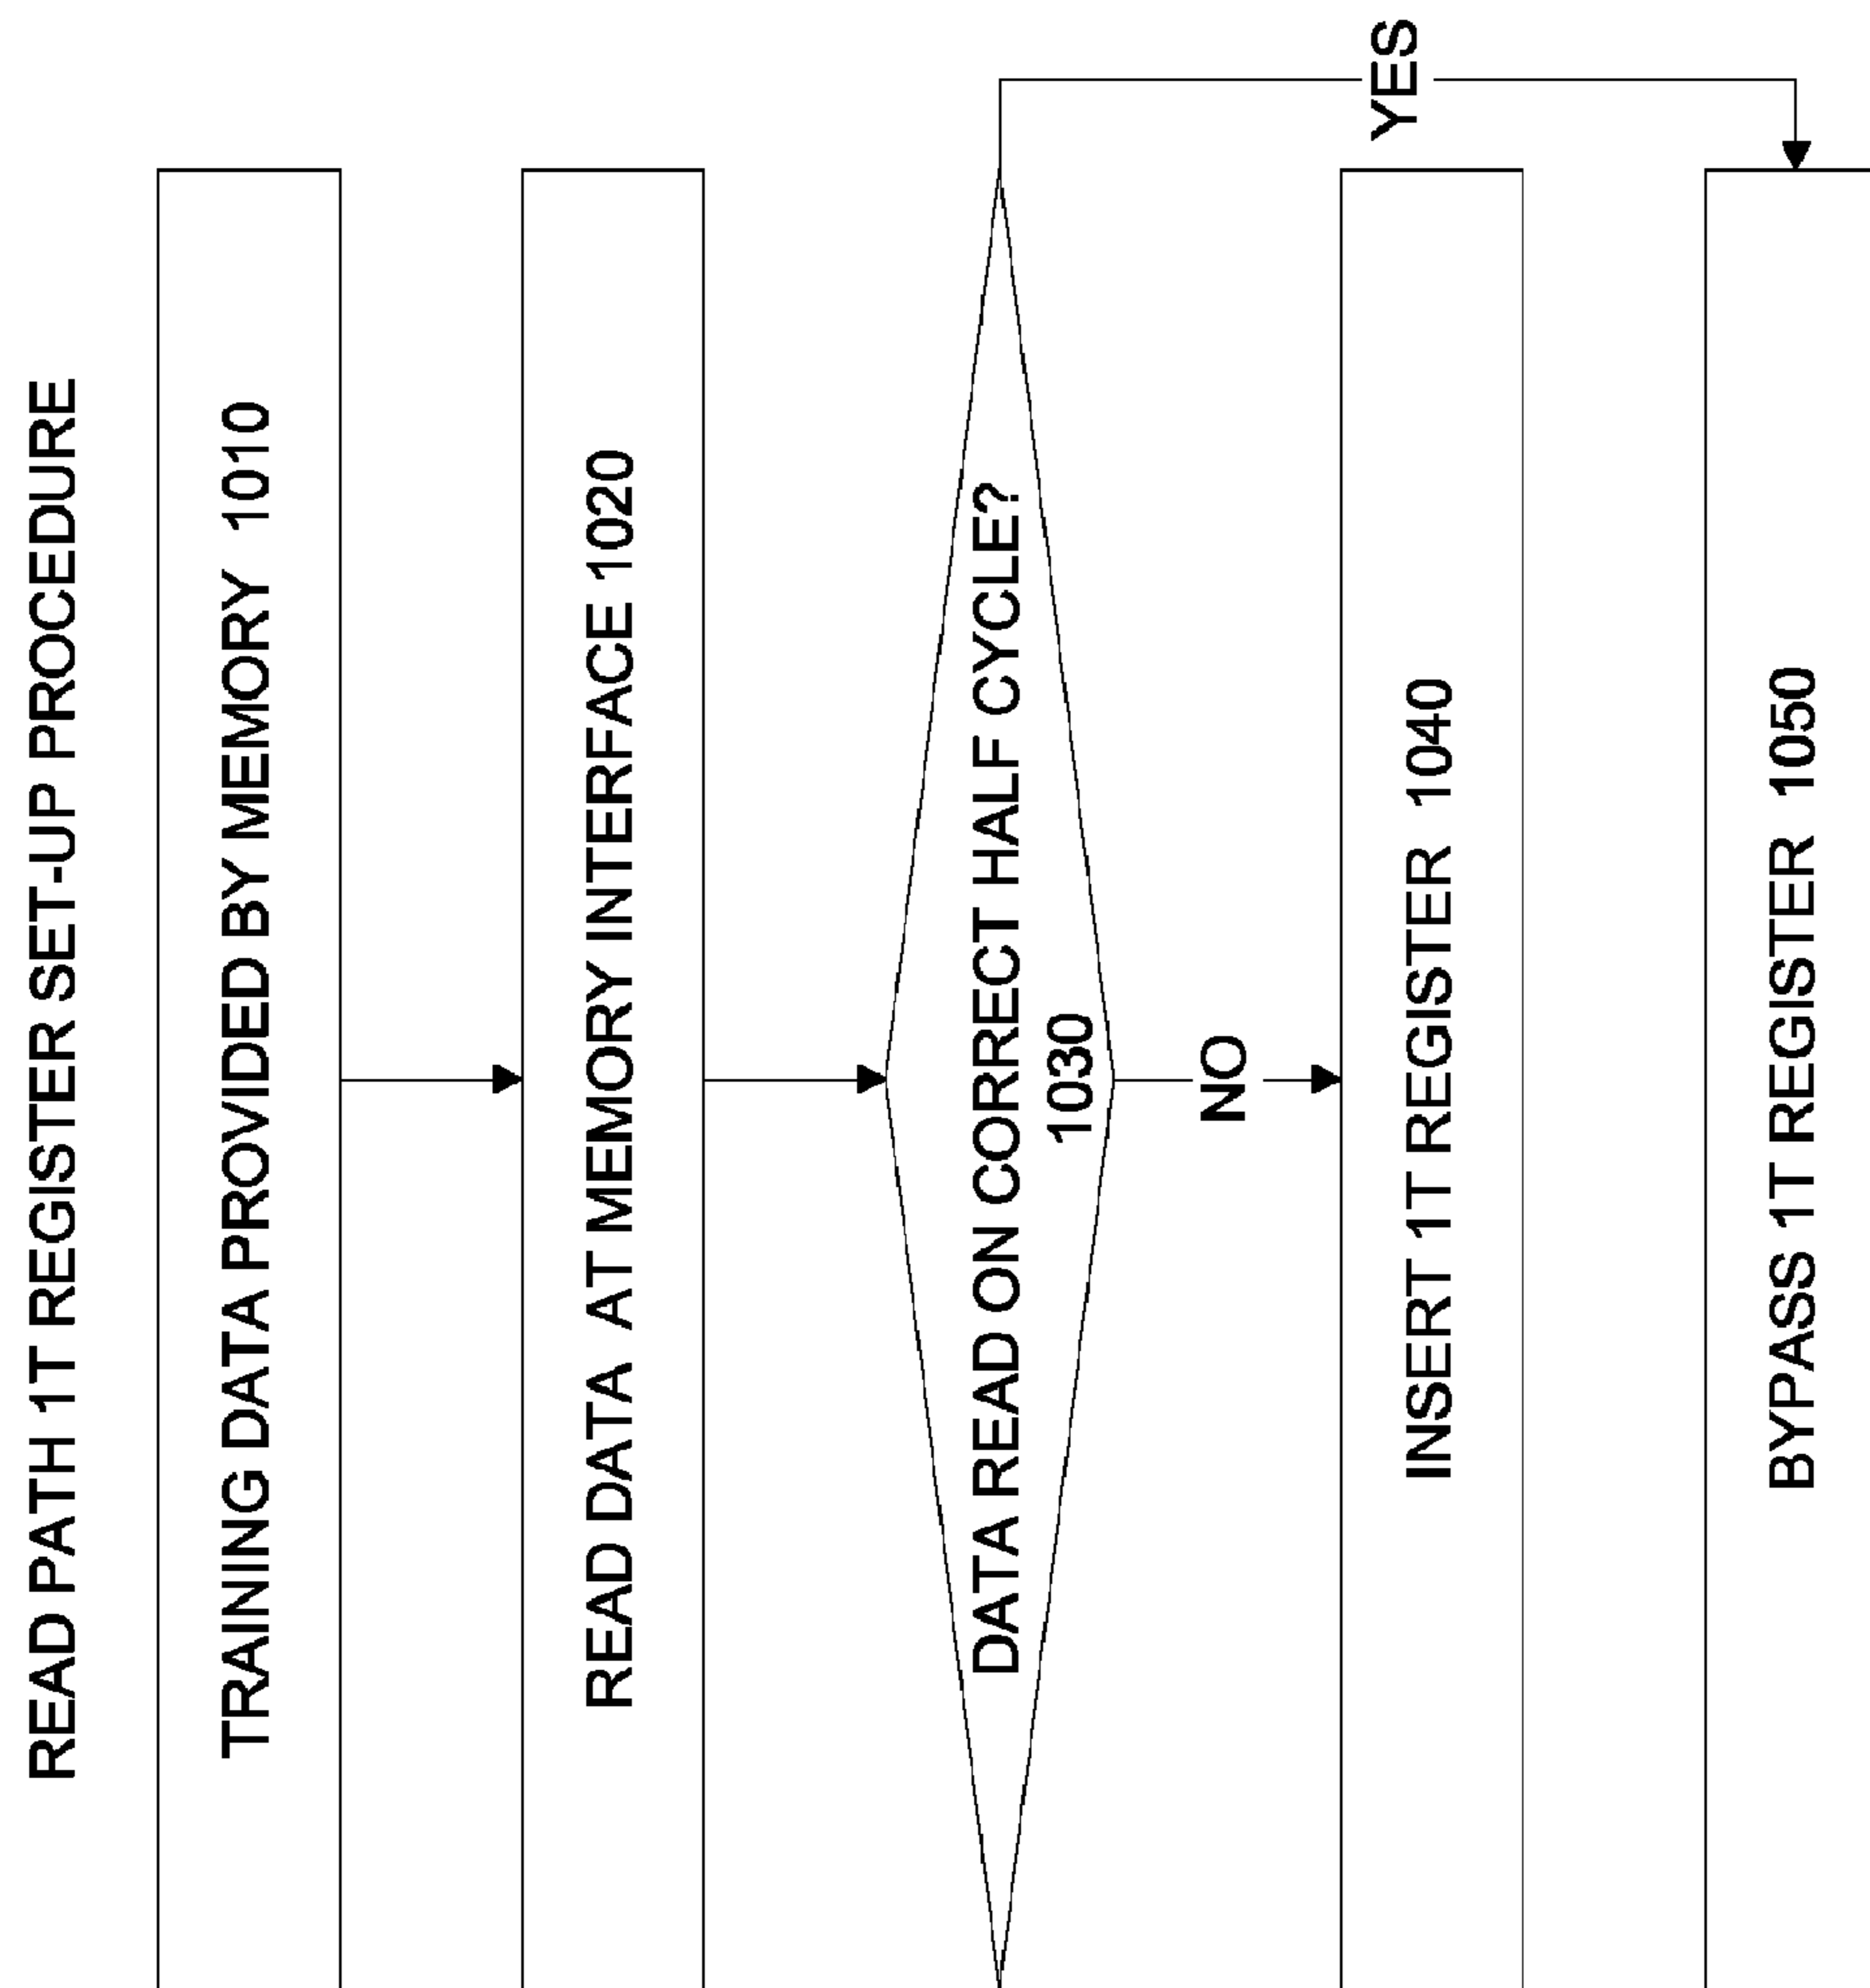 READ PATH 1T REGISTER SET-UP PROCEDURE
TRAINING DATA PROVIDED BY MEMORY 1010
READ DATA AT MEMORY INTERFACE 1020
DATA READ ON CORRECT HALF CYCLE?
1030
NO
YES
INSERT 1T REGISTER 1040
BYPASS 1T REGISTER 1050